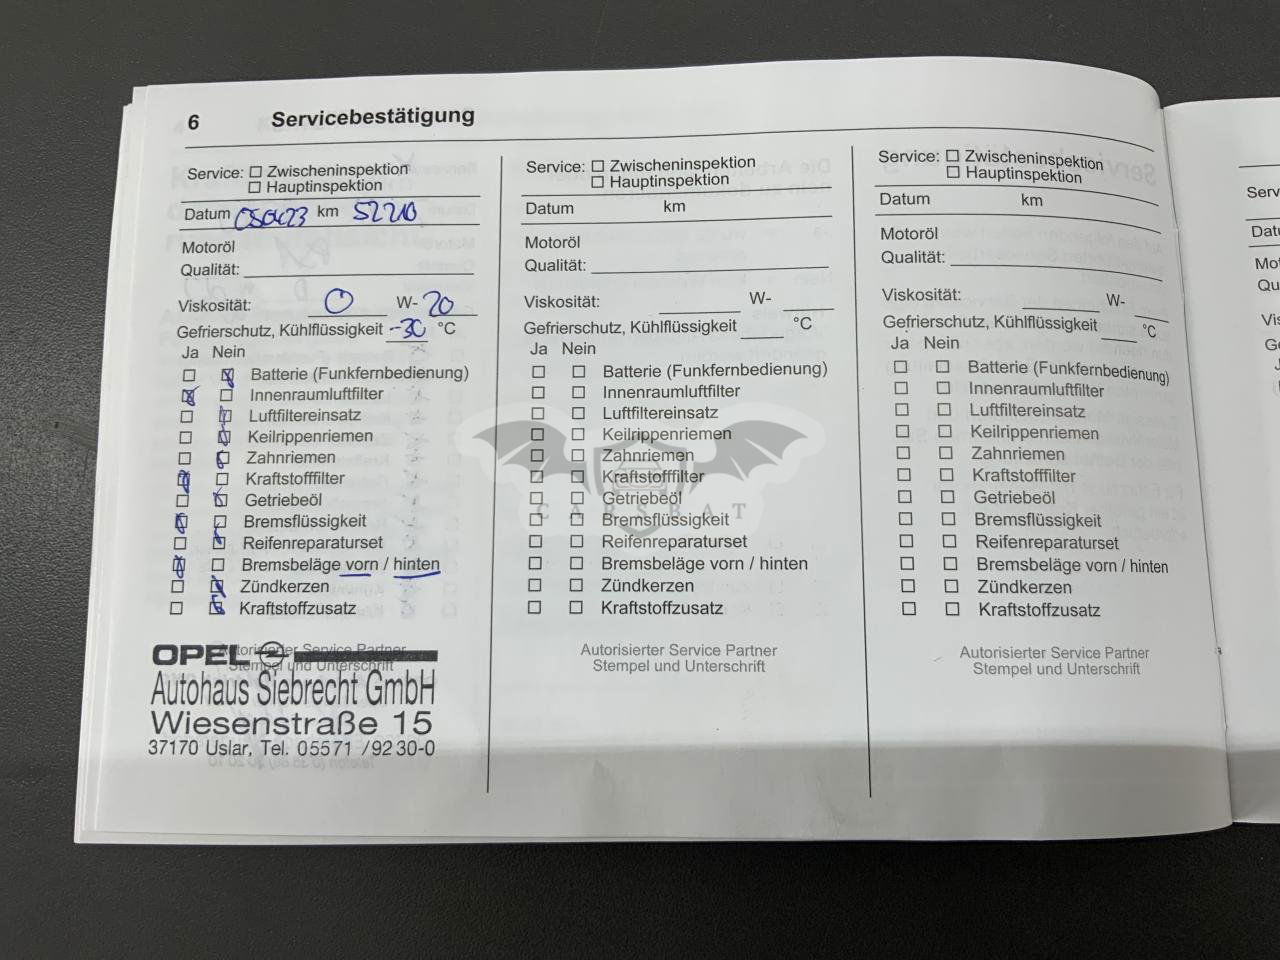 6 Servicebestätigung
Service: ☐ Zwischeninspektion
☐ Hauptinspektion
Datum 050423 km 52210
Motoröl
Qualität:
Viskosität: 0 W-20
Gefrierschutz, Kühlflüssigkeit -30 °C
Ja Nein
☐ ☒ Batterie (Funkfernbedienung)
☒ ☐ Innenraumluftfilter
☐ ☒ Luftfiltereinsatz
☐ ☒ Keilrippenriemen
☐ ☒ Zahnriemen
☒ ☐ Kraftstofffilter
☐ ☒ Getriebeöl
☒ ☐ Bremsflüssigkeit
☐ ☒ Reifenreparaturset
☒ ☐ Bremsbeläge vorn / hinten
☐ ☒ Zündkerzen
☐ ☒ Kraftstoffzusatz
Autorisierter Service Partner
Stempel und Unterschrift
OPEL
Autohaus Siebrecht GmbH
Wiesenstraße 15
37170 Uslar, Tel. 05571 / 92 30-0
Service: ☐ Zwischeninspektion
☐ Hauptinspektion
Datum km
Motoröl
Qualität:
Viskosität: W-
Gefrierschutz, Kühlflüssigkeit °C
Ja Nein
☐ ☐ Batterie (Funkfernbedienung)
☐ ☐ Innenraumluftfilter
☐ ☐ Luftfiltereinsatz
☐ ☐ Keilrippenriemen
☐ ☐ Zahnriemen
☐ ☐ Kraftstofffilter
☐ ☐ Getriebeöl
☐ ☐ Bremsflüssigkeit
☐ ☐ Reifenreparaturset
☐ ☐ Bremsbeläge vorn / hinten
☐ ☐ Zündkerzen
☐ ☐ Kraftstoffzusatz
Autorisierter Service Partner
Stempel und Unterschrift
CARSBAT
Service: ☐ Zwischeninspektion
☐ Hauptinspektion
Datum km
Motoröl
Qualität:
Viskosität: W-
Gefrierschutz, Kühlflüssigkeit °C
Ja Nein
☐ ☐ Batterie (Funkfernbedienung)
☐ ☐ Innenraumluftfilter
☐ ☐ Luftfiltereinsatz
☐ ☐ Keilrippenriemen
☐ ☐ Zahnriemen
☐ ☐ Kraftstofffilter
☐ ☐ Getriebeöl
☐ ☐ Bremsflüssigkeit
☐ ☐ Reifenreparaturset
☐ ☐ Bremsbeläge vorn / hinten
☐ ☐ Zündkerzen
☐ ☐ Kraftstoffzusatz
Autorisierter Service Partner
Stempel und Unterschrift